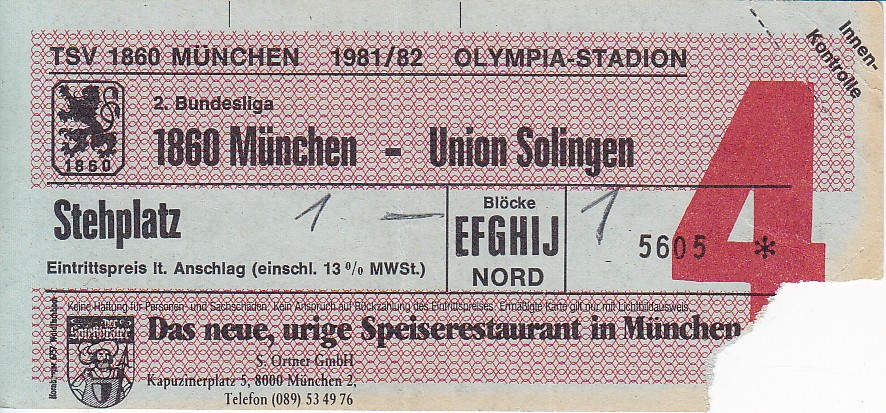 Innen-
Kontrolle
TSV 1860 MÜNCHEN 1981/82 OLYMPIA-STADION
2. Bundesliga
1860
1860 München - Union Solingen
4
Stehplatz 1 —
Blöcke
EFGHIJ
NORD
1
5605 *
Eintrittspreis lt. Anschlag (einschl. 13% MWSt.)
Keine Haftung für Personen- und Sachschäden. Kein Anspruch auf Rückzahlung des Eintrittspreises. Ermäßigte Karte gilt nur mit Lichtbildausweis.
Das neue, urige Speiserestaurant in München
S. Ortner GmbH
Kapuzinerplatz 5, 8000 München 2,
Telefon (089) 53 49 76